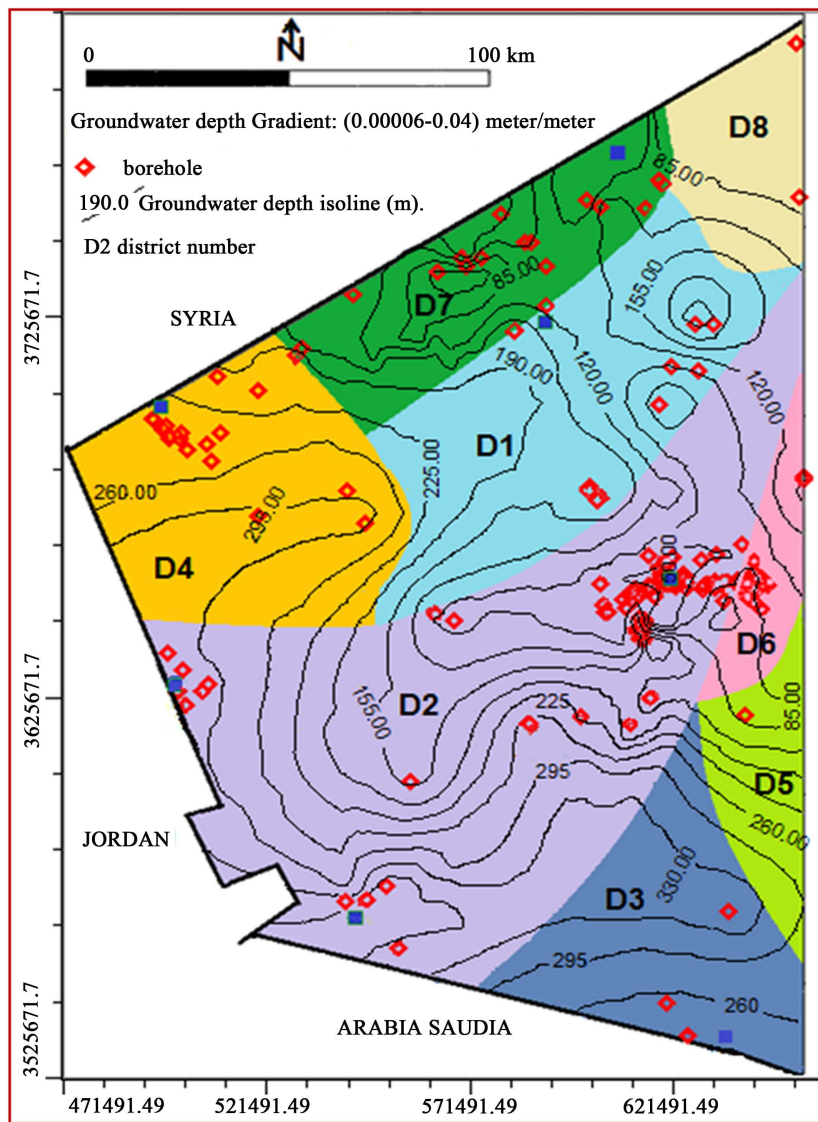 N
0 100 km
Groundwater depth Gradient: (0.00006-0.04) meter/meter
borehole
190.0 Groundwater depth isoline (m).
D2 district number
D8
85.00
SYRIA
D7
85.00
155.00
3725671.7
190.00
120.00
120.00
D1
225.00
260.00
295.00
D4
D6
3625671.7
D2
155.00
225
85.00
295
D5
260.00
JORDAN
330.00
D3
295
260
ARABIA SAUDIA
3525671.7
471491.49 521491.49 571491.49 621491.49